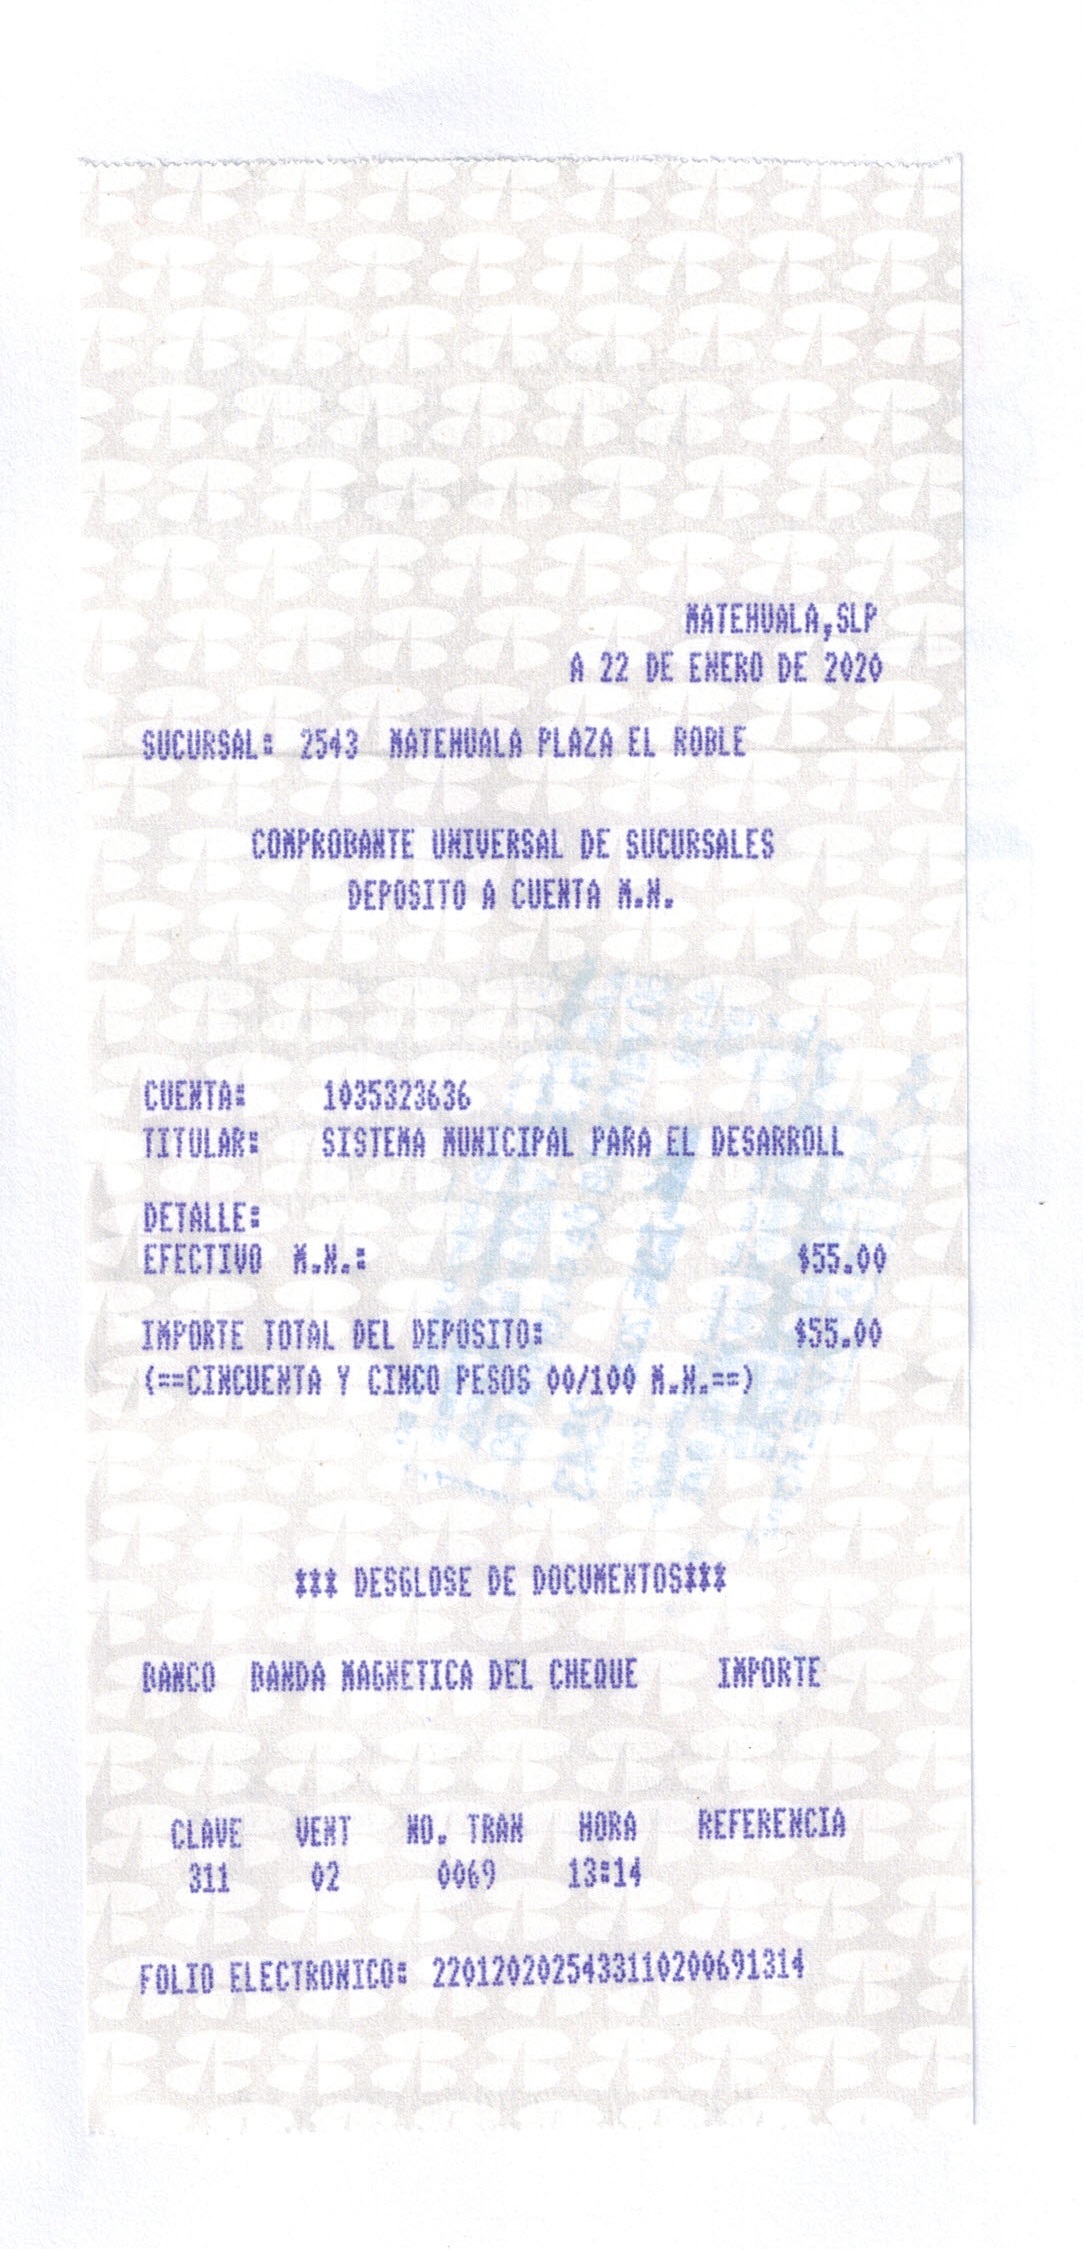 MATEHUALA,SLP
A 22 DE ENERO DE 2020
SUCURSAL: 2543 MATEHUALA PLAZA EL ROBLE
COMPROBANTE UNIVERSAL DE SUCURSALES
DEPOSITO A CUENTA M.N.
CUENTA: 1035323636
TITULAR: SISTEMA MUNICIPAL PARA EL DESARROLL
DETALLE:
EFECTIVO M.N.: $55.00
IMPORTE TOTAL DEL DEPOSITO: $55.00
(==CINCUENTA Y CINCO PESOS 00/100 M.N.==)
*** DESGLOSE DE DOCUMENTOS***
BANCO BANDA MAGNETICA DEL CHEQUE IMPORTE
CLAVE VENT NO. TRAN HORA REFERENCIA
311 02 0069 13:14
FOLIO ELECTRONICO: 2201202025433110200691314